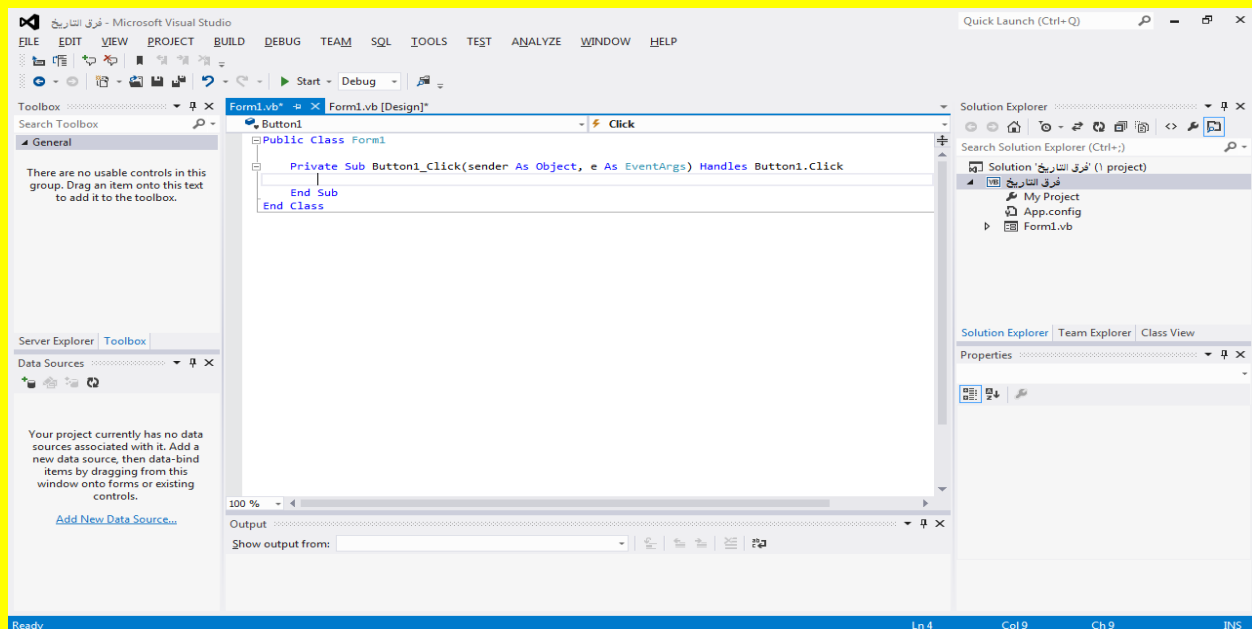 فرق التاريخ - Microsoft Visual Studio
Quick Launch (Ctrl+Q)
FILE EDIT VIEW PROJECT BUILD DEBUG TEAM SQL TOOLS TEST ANALYZE WINDOW HELP
Start Debug
Toolbox
Search Toolbox
General
There are no usable controls in this
group. Drag an item onto this text
to add it to the toolbox.
Server Explorer Toolbox
Data Sources
Your project currently has no data
sources associated with it. Add a
new data source, then data-bind
items by dragging from this
window onto forms or existing
controls.
Add New Data Source...
Form1.vb* Form1.vb [Design]*
Button1 Click
Public Class Form1
Private Sub Button1_Click(sender As Object, e As EventArgs) Handles Button1.Click
End Sub
End Class
100 %
Output
Show output from:
Solution Explorer
Search Solution Explorer (Ctrl+;)
Solution 'فرق التاريخ' (١ project)
فرق التاريخ
My Project
App.config
Form1.vb
Solution Explorer Team Explorer Class View
Properties
Ready Ln 4 Col 9 Ch 9 INS